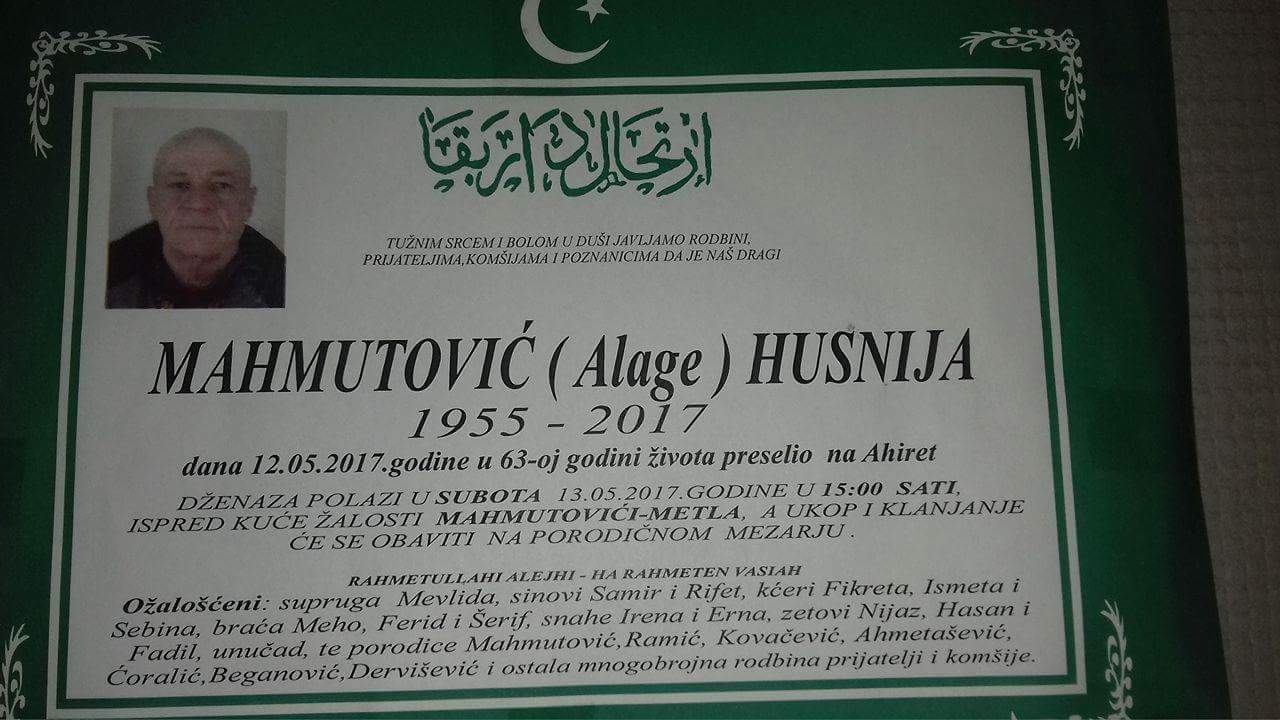 ارتحال دار بقا
TUŽNIM SRCEM I BOLOM U DUŠI JAVLJAMO RODBINI,
PRIJATELJIMA,KOMŠIJAMA I POZNANICIMA DA JE NAŠ DRAGI
MAHMUTOVIĆ ( Alage ) HUSNIJA
1955 - 2017
dana 12.05.2017.godine u 63-oj godini života preselio na Ahiret
DŽENAZA POLAZI U SUBOTA 13.05.2017.GODINE U 15:00 SATI,
ISPRED KUĆE ŽALOSTI MAHMUTOVIĆI-METLA, A UKOP I KLANJANJE
ĆE SE OBAVITI NA PORODIČNOM MEZARJU .
RAHMETULLAHI ALEJHI - HA RAHMETEN VASIAH
Ožalošćeni: supruga Mevlida, sinovi Samir i Rifet, kćeri Fikreta, Ismeta i
Sebina, braća Meho, Ferid i Šerif, snahe Irena i Erna, zetovi Nijaz, Hasan i
Fadil, unučad, te porodice Mahmutović,Ramić, Kovačević, Ahmetašević,
Ćoralić,Beganović,Dervišević i ostala mnogobrojna rodbina prijatelji i komšije.